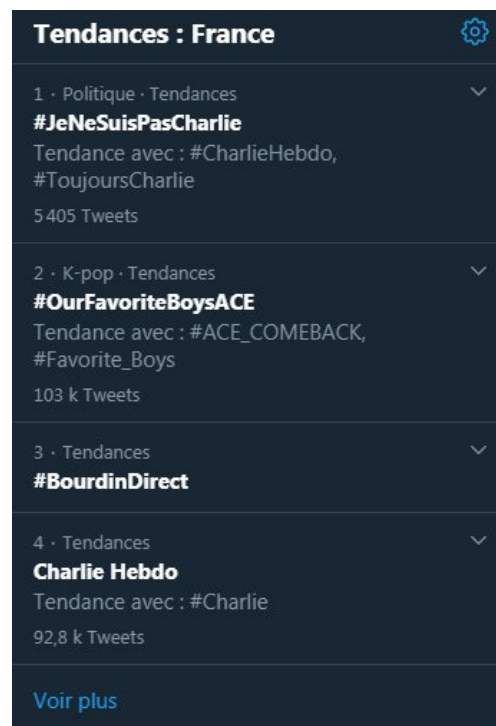 Tendances : France
1 · Politique · Tendances
#JeNeSuisPasCharlie
Tendance avec : #CharlieHebdo,
#ToujoursCharlie
5 405 Tweets
2 · K-pop · Tendances
#OurFavoriteBoysACE
Tendance avec : #ACE_COMEBACK,
#Favorite_Boys
103 k Tweets
3 · Tendances
#BourdinDirect
4 · Tendances
Charlie Hebdo
Tendance avec : #Charlie
92,8 k Tweets
Voir plus